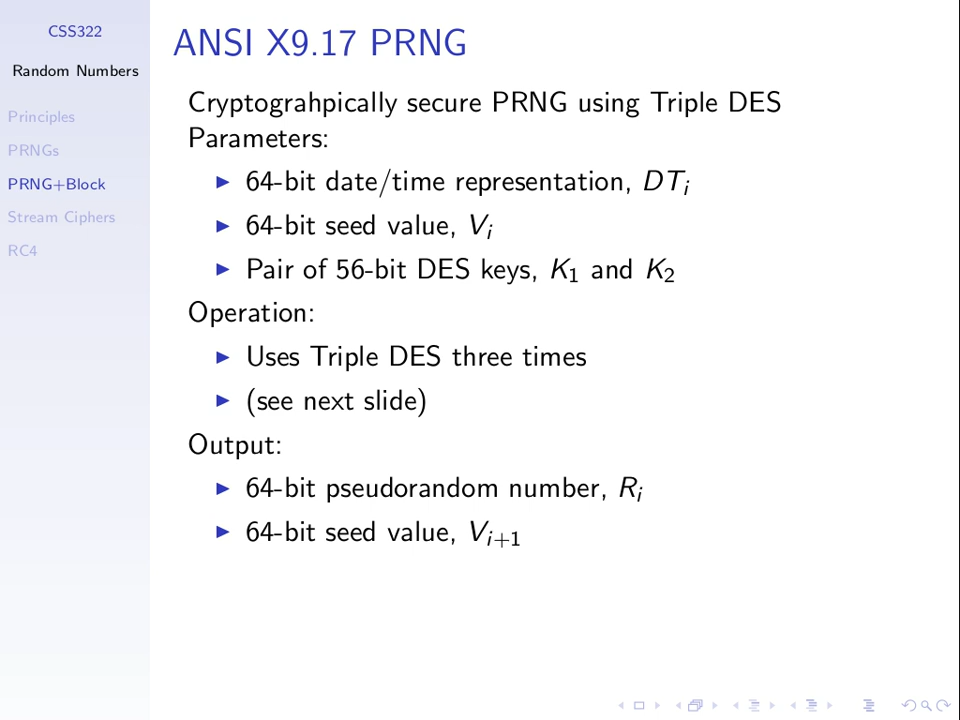 CSS322
Random Numbers
Principles
PRNGs
PRNG+Block
Stream Ciphers
RC4
ANSI X9.17 PRNG
Cryptograhpically secure PRNG using Triple DES
Parameters:
64-bit date/time representation, DTi
64-bit seed value, Vi
Pair of 56-bit DES keys, K1 and K2
Operation:
Uses Triple DES three times
(see next slide)
Output:
64-bit pseudorandom number, Ri
64-bit seed value, Vi+1